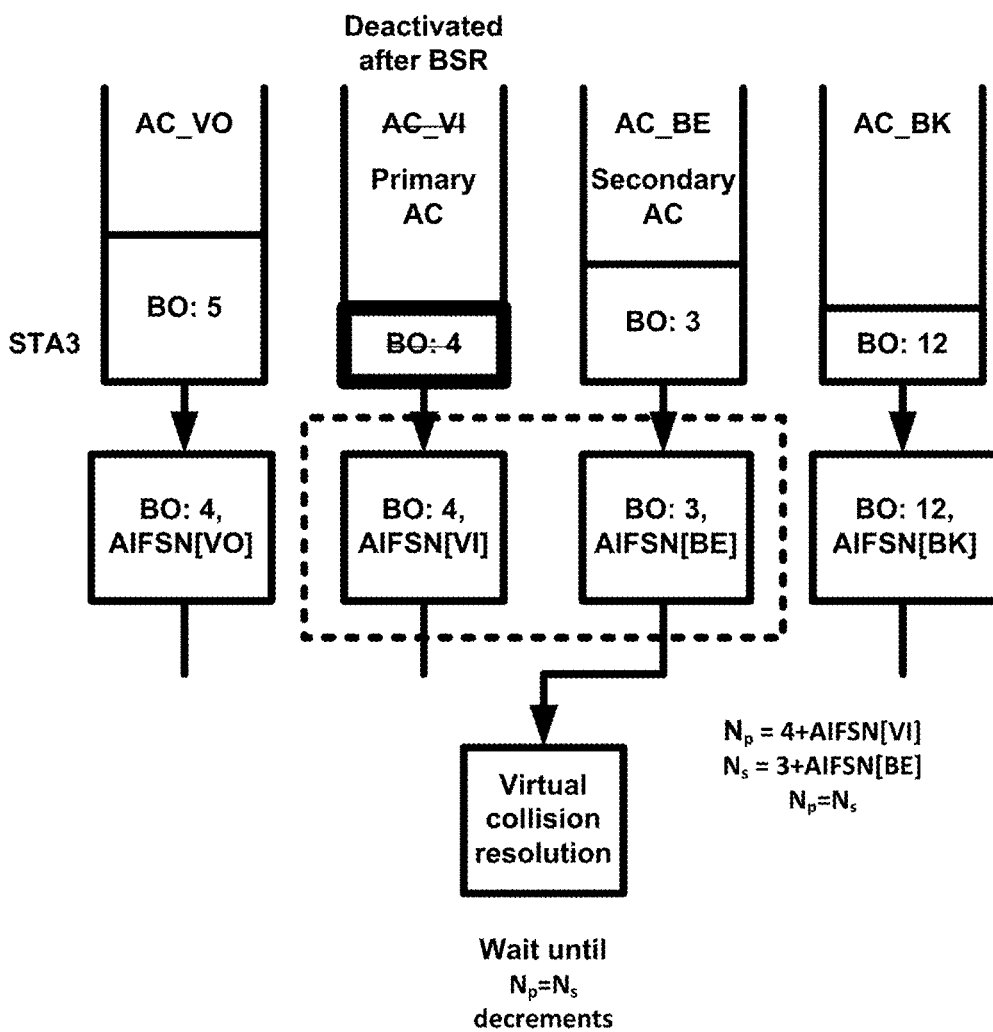 Deactivated
after BSR
AC_VO
AC_VI
AC_BE
AC_BK
Primary
AC
Secondary
AC
STA3
BO: 5
BO: 4
BO: 3
BO: 12
BO: 4,
AIFSN[VO]
BO: 4,
AIFSN[VI]
BO: 3,
AIFSN[BE]
BO: 12,
AIFSN[BK]
Nₚ = 4+AIFSN[VI]
Nₛ = 3+AIFSN[BE]
Nₚ=Nₛ
Virtual
collision
resolution
Wait until
Nₚ=Nₛ
decrements